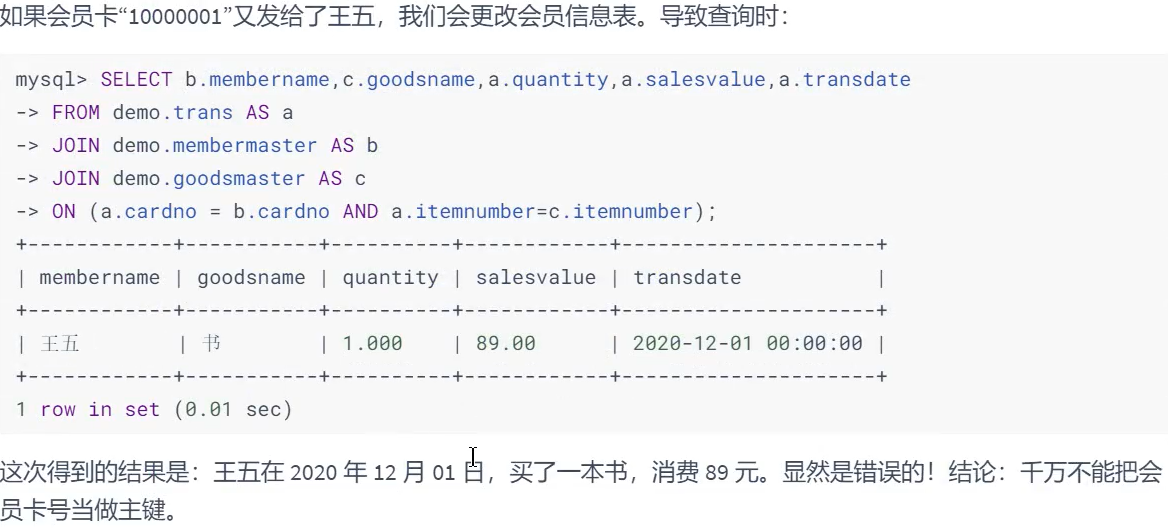 如果会员卡“10000001”又发给了王五，我们会更改会员信息表。导致查询时：
mysql> SELECT b.membername,c.goodsname,a.quantity,a.salesvalue,a.transdate
-> FROM demo.trans AS a
-> JOIN demo.membermaster AS b
-> JOIN demo.goodsmaster AS c
-> ON (a.cardno = b.cardno AND a.itemnumber=c.itemnumber);
+------------+-----------+----------+------------+---------------------+
| membername | goodsname | quantity | salesvalue | transdate           |
+------------+-----------+----------+------------+---------------------+
| 王五        | 书        | 1.000    | 89.00      | 2020-12-01 00:00:00 |
+------------+-----------+----------+------------+---------------------+
1 row in set (0.01 sec)
这次得到的结果是：王五在 2020 年 12 月 01 日，买了一本书，消费 89 元。显然是错误的！结论：千万不能把会
员卡号当做主键。